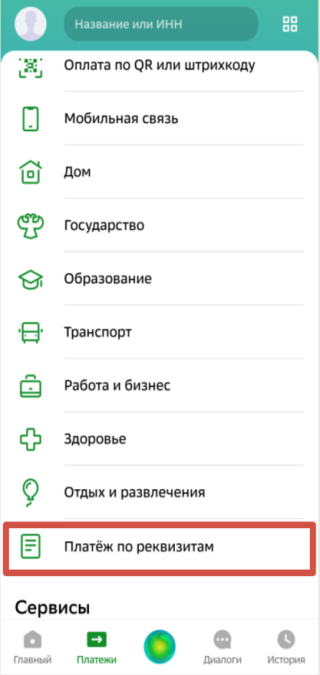 Название или ИНН
Оплата по QR или штрихкоду
Мобильная связь
Дом
Государство
Образование
Транспорт
Работа и бизнес
Здоровье
Отдых и развлечения
Платёж по реквизитам
Сервисы
Главный
Платежи
Диалоги
История